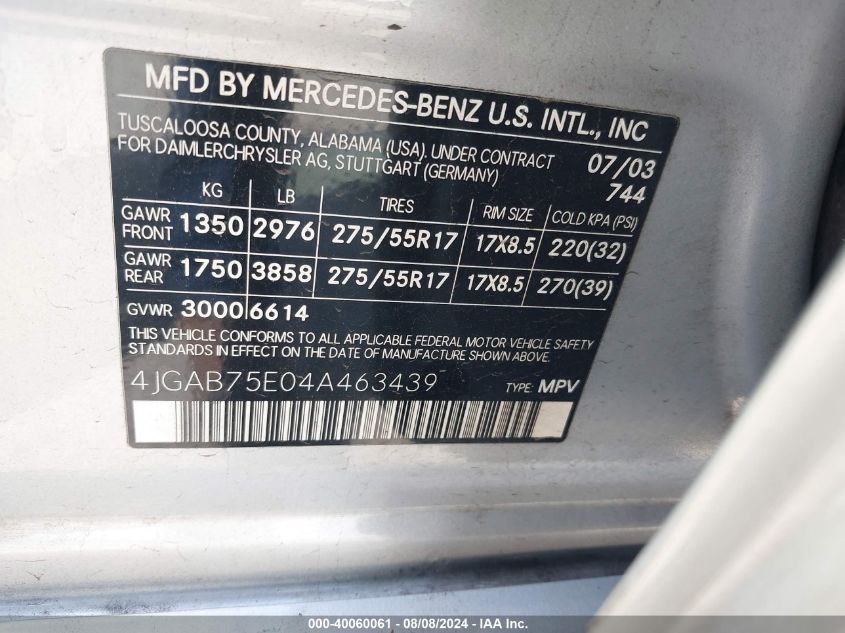 MFD BY MERCEDES-BENZ U.S. INTL., INC
TUSCALOOSA COUNTY, ALABAMA (USA). UNDER CONTRACT
FOR DAIMLERCHRYSLER AG, STUTTGART (GERMANY)
07/03
744
KG LB TIRES RIM SIZE COLD KPA (PSI)
GAWR FRONT 1350 2976 275/55R17 17X8.5 220(32)
GAWR REAR 1750 3858 275/55R17 17X8.5 270(39)
GVWR 3000 6614
THIS VEHICLE CONFORMS TO ALL APPLICABLE FEDERAL MOTOR VEHICLE SAFETY
STANDARDS IN EFFECT ON THE DATE OF MANUFACTURE SHOWN ABOVE.
4JGAB75E04A463439 TYPE: MPV
000-40060061 | 08/08/2024 - | IAA Inc.